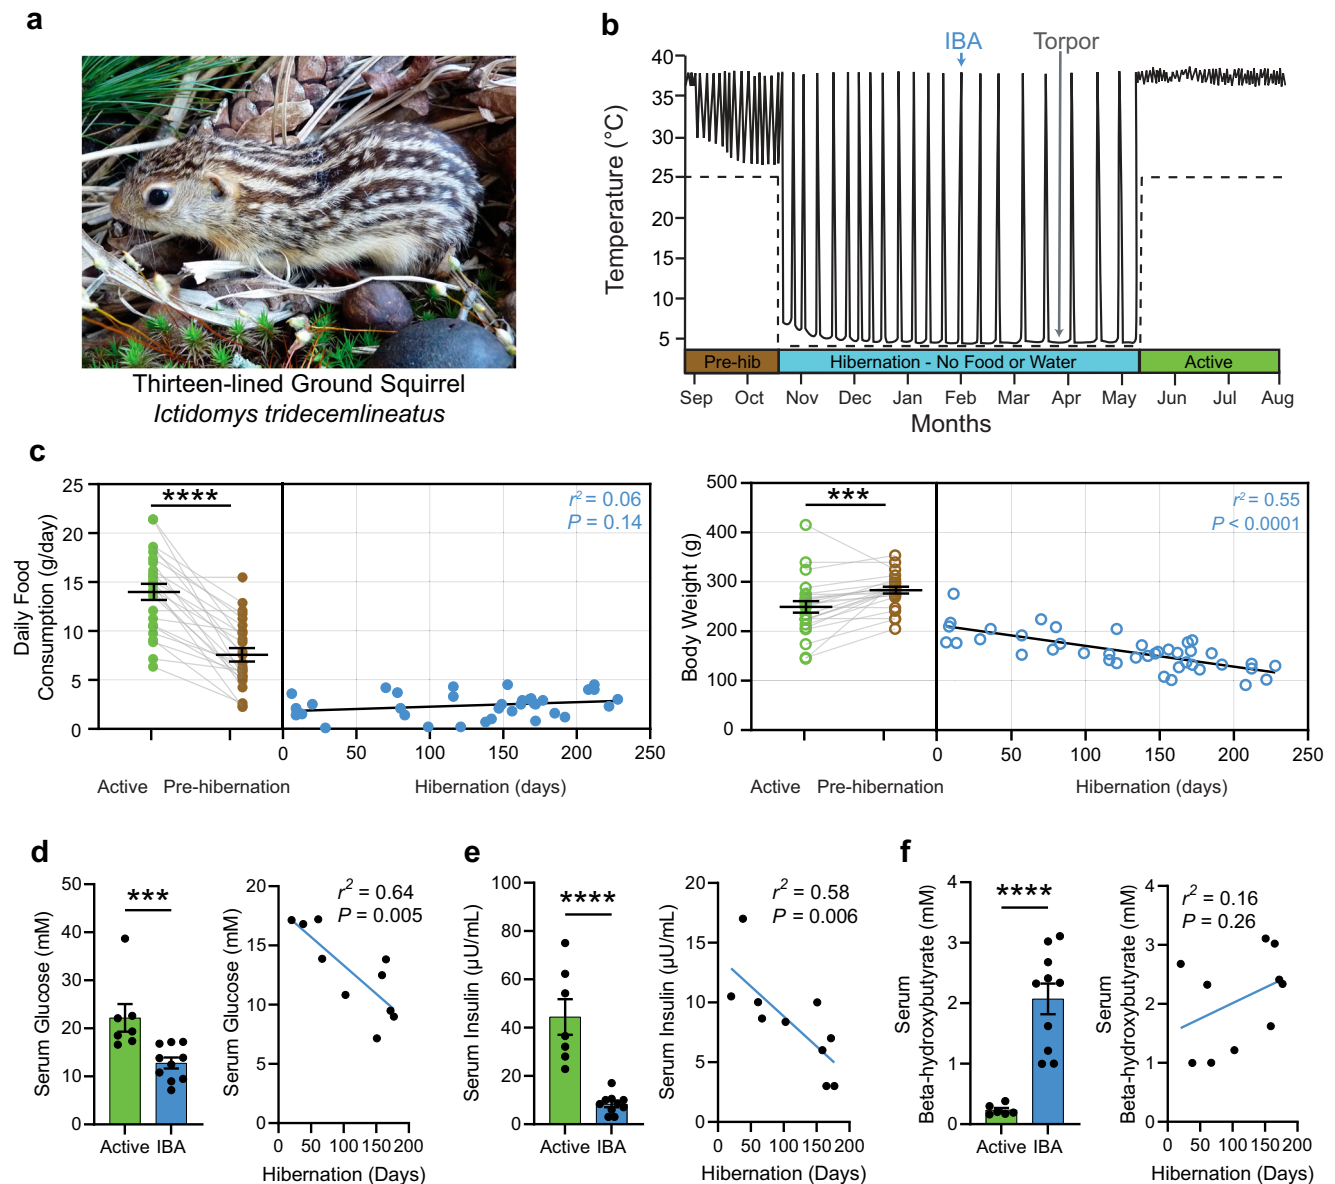 a
Thirteen-lined Ground Squirrel
Ictidomys tridecemlineatus
b
IBA
Torpor
Temperature (°C)
40
35
30
25
20
15
10
5
Pre-hib
Hibernation - No Food or Water
Active
Sep Oct Nov Dec Jan Feb Mar Apr May Jun Jul Aug
Months
c
Daily Food
Consumption (g/day)
25
20
15
10
5
0
****
r² = 0.06
P = 0.14
0 50 100 150 200 250
Active Pre-hibernation Hibernation (days)
Body Weight (g)
500
400
300
200
100
0
***
r² = 0.55
P < 0.0001
0 50 100 150 200 250
Active Pre-hibernation Hibernation (days)
d
Serum Glucose (mM)
50
40
30
20
10
0
***
Active IBA
Serum Glucose (mM)
20
15
10
5
0
r² = 0.64
P = 0.005
0 50 100 150 200
Hibernation (Days)
e
Serum Insulin (µU/mL)
100
80
60
40
20
0
****
Active IBA
Serum Insulin (µU/mL)
20
15
10
5
0
r² = 0.58
P = 0.006
0 50 100 150 200
Hibernation (Days)
f
Serum
Beta-hydroxybutyrate (mM)
4
3
2
1
0
****
Active IBA
Serum
Beta-hydroxybutyrate (mM)
4
3
2
1
0
r² = 0.16
P = 0.26
0 50 100 150 200
Hibernation (Days)